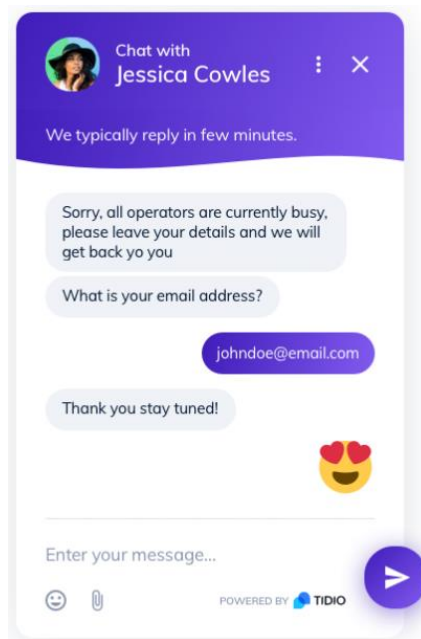 Chat with
Jessica Cowles
We typically reply in few minutes.
Sorry, all operators are currently busy,
please leave your details and we will
get back yo you
What is your email address?
johndoe@email.com
Thank you stay tuned!
Enter your message...
POWERED BY TIDIO